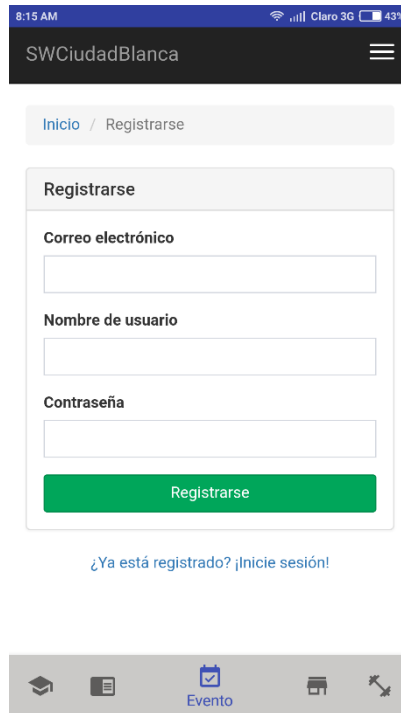 8:15 AM Claro 3G 43%
SWCiudadBlanca
Inicio / Registrarse
Registrarse
Correo electrónico
Nombre de usuario
Contraseña
Registrarse
¿Ya está registrado? ¡Inicie sesión!
Evento